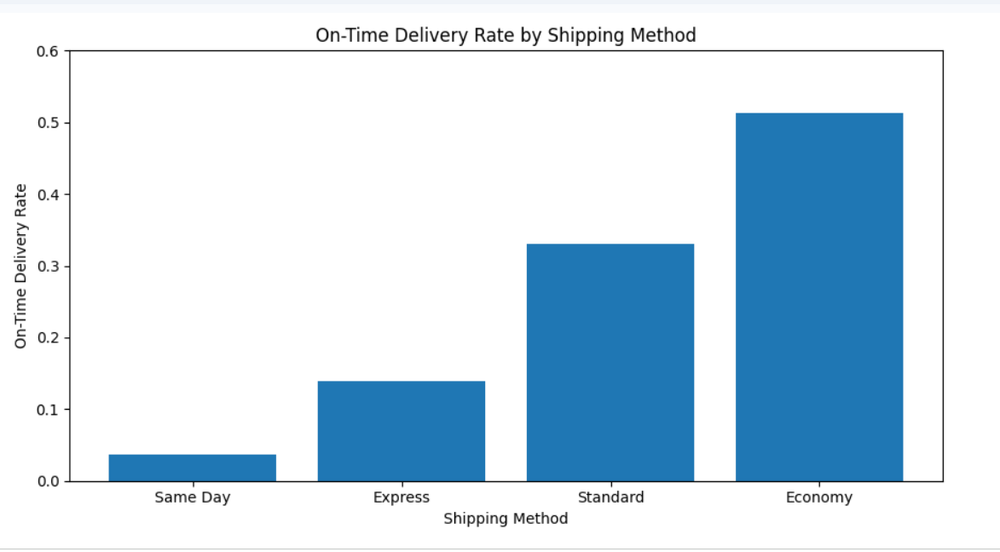 On-Time Delivery Rate by Shipping Method
On-Time Delivery Rate
0.6
0.5
0.4
0.3
0.2
0.1
0.0
Same Day Express Standard Economy
Shipping Method